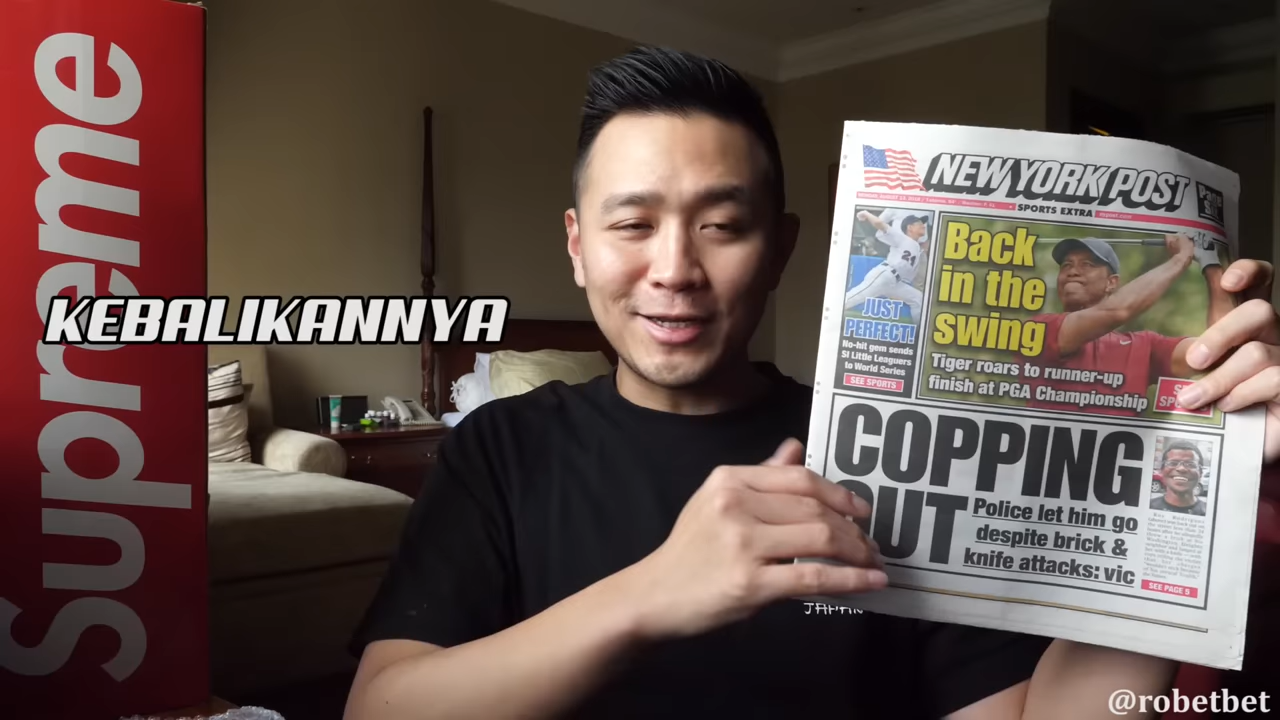 Supreme
KEBALIKANNYA
NEW YORK POST
SPORTS EXTRA
JUST
PERFECT!
No-hit gem sends
SI Little Leaguers
to World Series
SEE SPORTS
21
Back
in the
swing
Tiger roars to runner-up
finish at PGA Championship
COPPING
OUT
Police let him go
despite brick &
knife attacks: vic
SEE PAGE 5
JAPAN
@robetbet